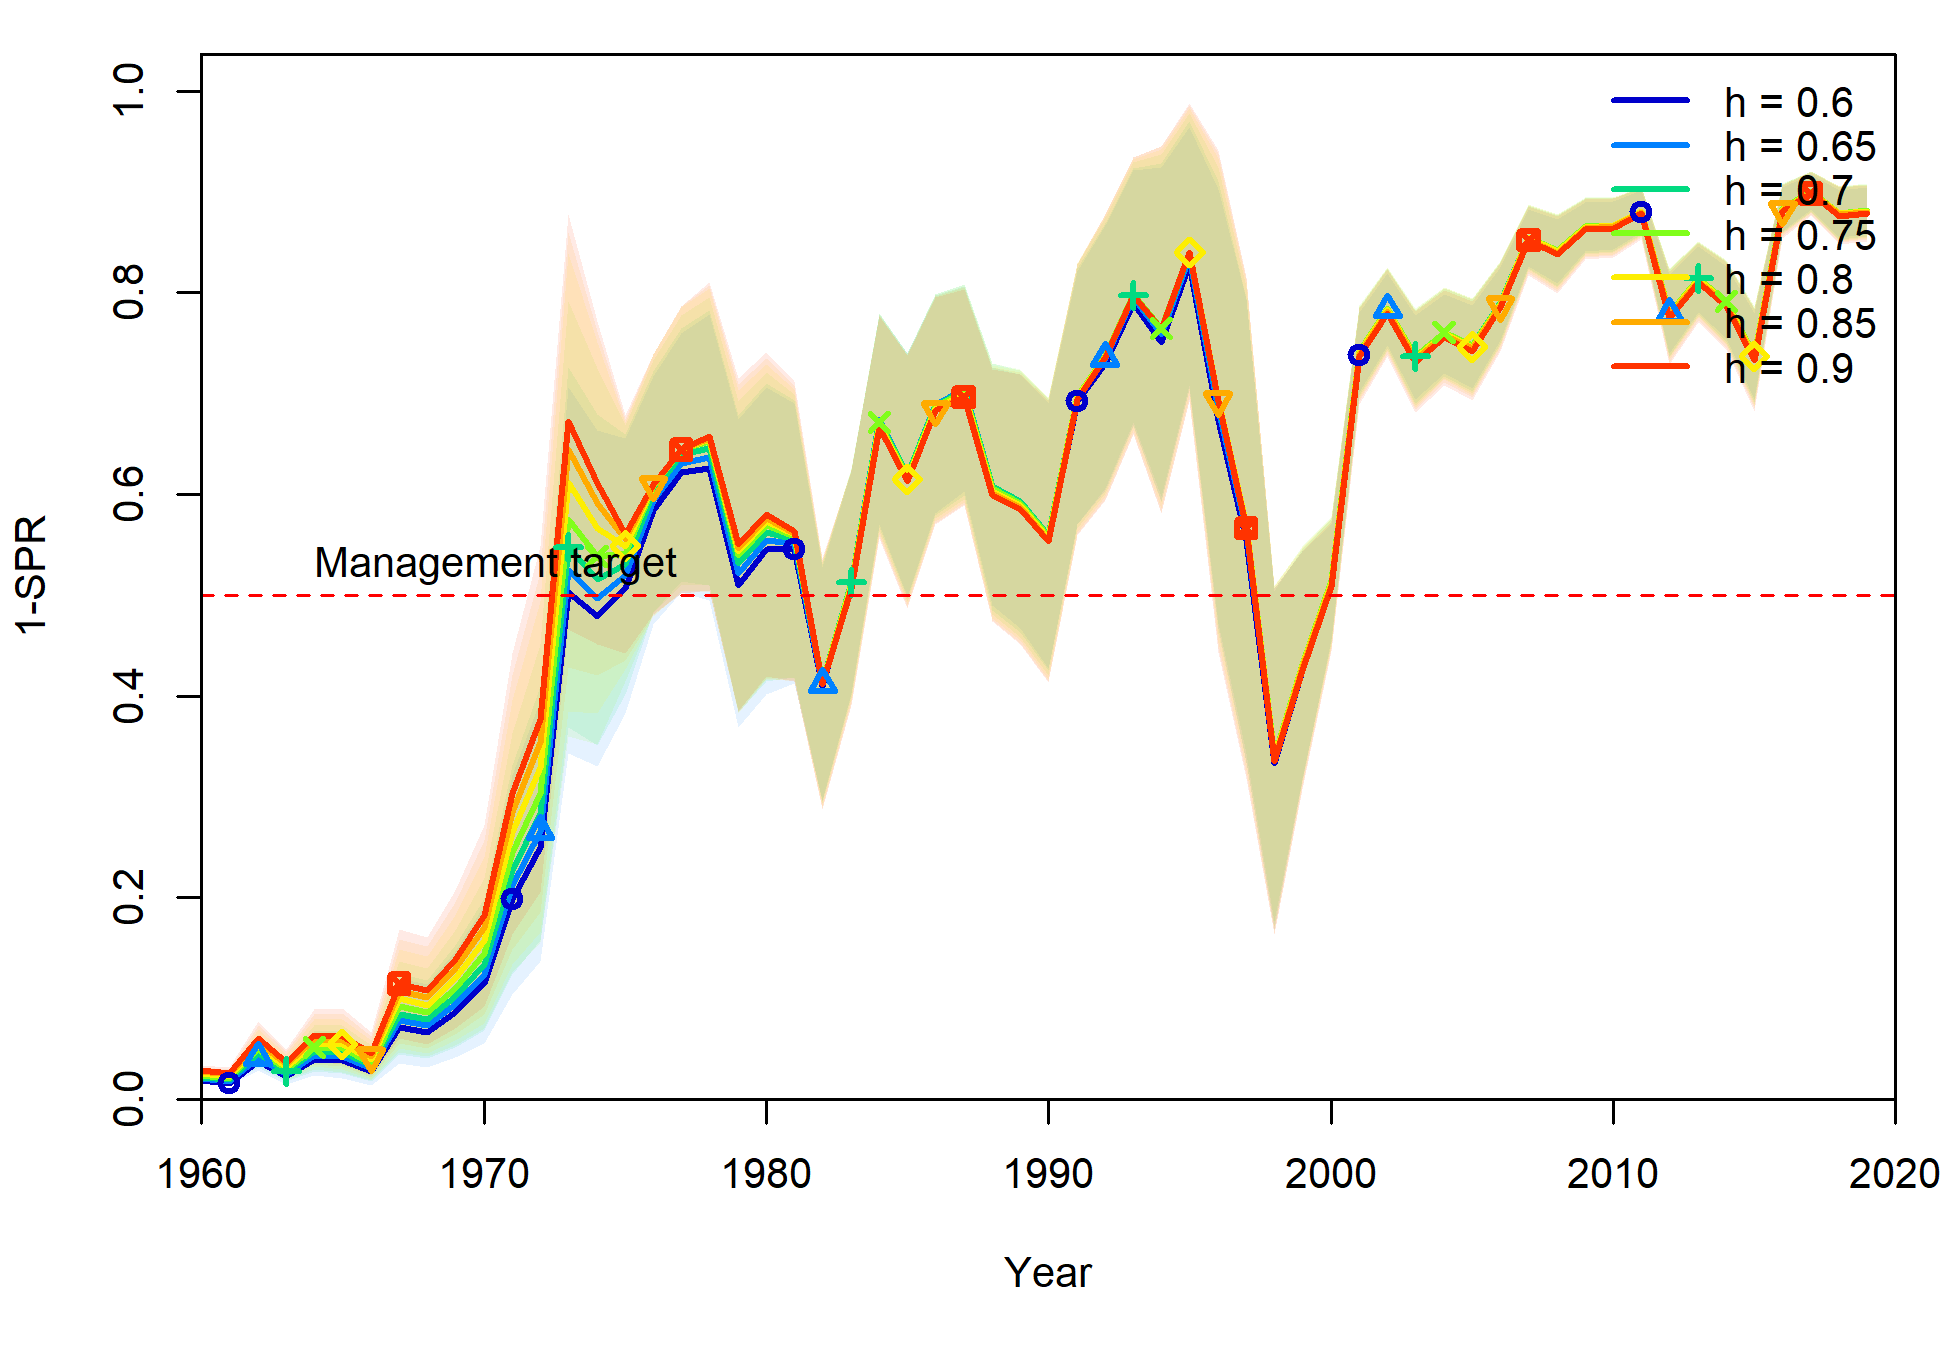 1.0
0.8
0.6
0.4
0.2
0.0
1-SPR
h = 0.6
h = 0.65
h = 0.7
h = 0.75
h = 0.8
h = 0.85
h = 0.9
Management target
1960 1970 1980 1990 2000 2010 2020
Year